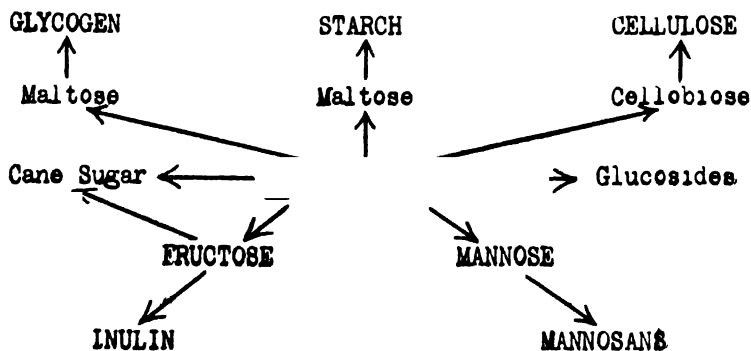 GLYCOGEN STARCH CELLULOSE
Maltose Maltose Cellobiose
Cane Sugar Glucosides
FRUCTOSE MANNOSE
INULIN MANNOSANS